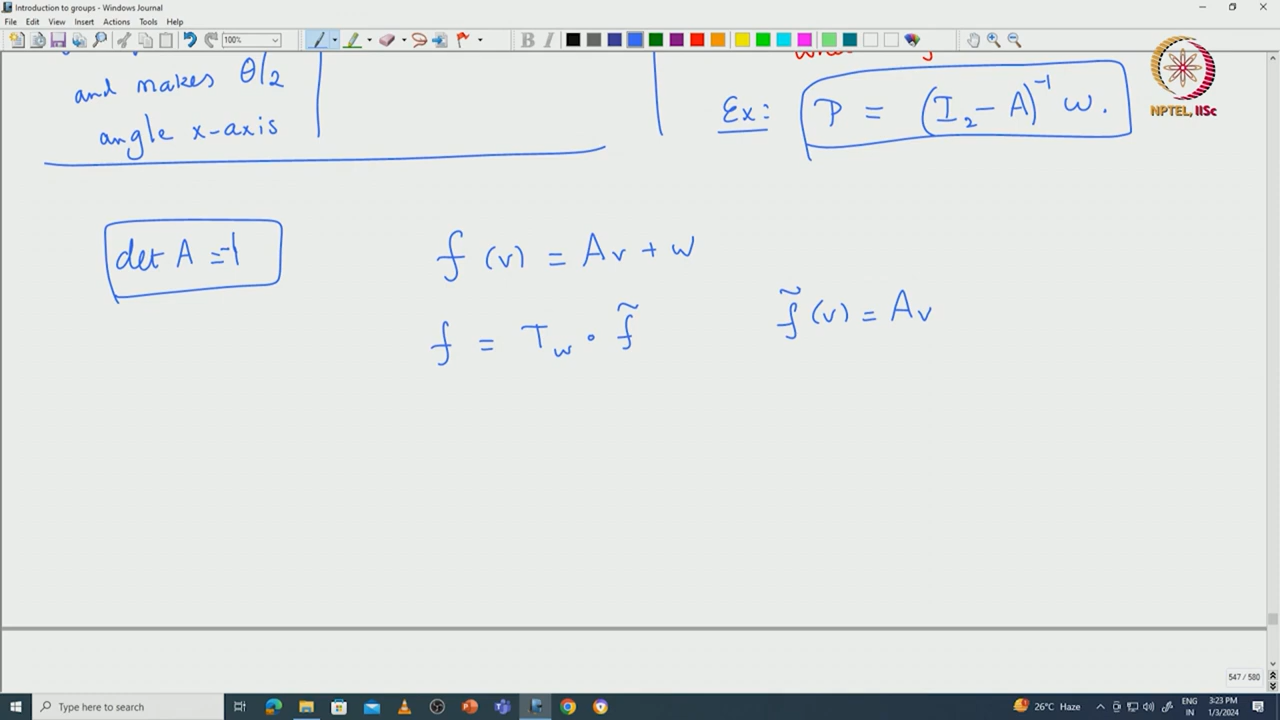 Introduction to groups - Windows Journal
File Edit View Insert Actions Tools Help
100%
and makes θ/2
angle x-axis
Ex: P = (I₂ - A)⁻¹ w.
NPTEL, IISc
det A = -1
f (v) = Av + w
f = T_w ∘ f̃
f̃ (v) = Av
547 / 580
Type here to search
26°C Haze
ENG
IN
3:23 PM
1/3/2024